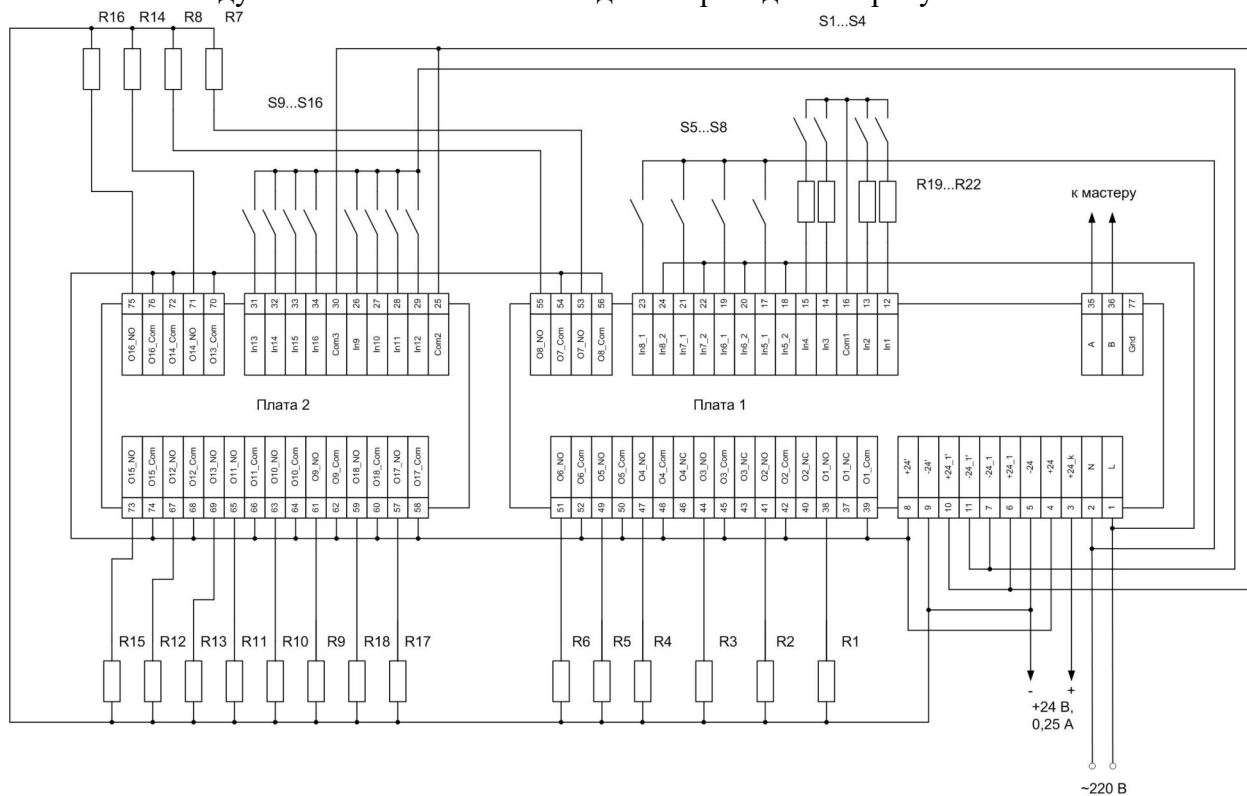 R16 R14 R8 R7
S1...S4
S9...S16
S5...S8
R19...R22
к мастеру
75 76 72 71 70
O16_NO O16_Com O14_Com O14_NO O13_Com
31 32 33 34 30 26 27 28 29 25
In13 In14 In15 In16 Com3 In9 In10 In11 In12 Com2
55 54 53 56
O8_NO O7_Com O7_NO O8_Com
23 24 21 22 19 20 17 18 15 14 16 13 12
In8_1 In8_2 In7_1 In7_2 In6_1 In6_2 In5_1 In5_2 In4 In3 Com1 In2 In1
35 36 77
A B Gnd
Плата 2
Плата 1
O15_NO O15_Com O12_NO O12_Com O13_NO O11_NO O11_Com O10_NO O10_Com O9_NO O9_Com O18_NO O18_Com O17_NO O17_Com
73 74 67 68 69 65 66 63 64 61 62 59 60 57 58
O6_NO O6_Com O5_NO O5_Com O4_NO O4_Com O4_NC O3_NO O3_Com O3_NC O2_NO O2_Com O2_NC O1_NO O1_NC O1_Com
51 52 49 50 47 48 46 44 45 43 41 42 40 38 37 39
+24' -24' +24_1' -24_1' -24_1 +24_1 -24 +24 +24_k N L
8 9 10 11 7 6 5 4 3 2 1
R15 R12 R13 R11 R10 R9 R18 R17
R6 R5 R4 R3 R2 R1
- +
+24 В,
0,25 А
~220 В